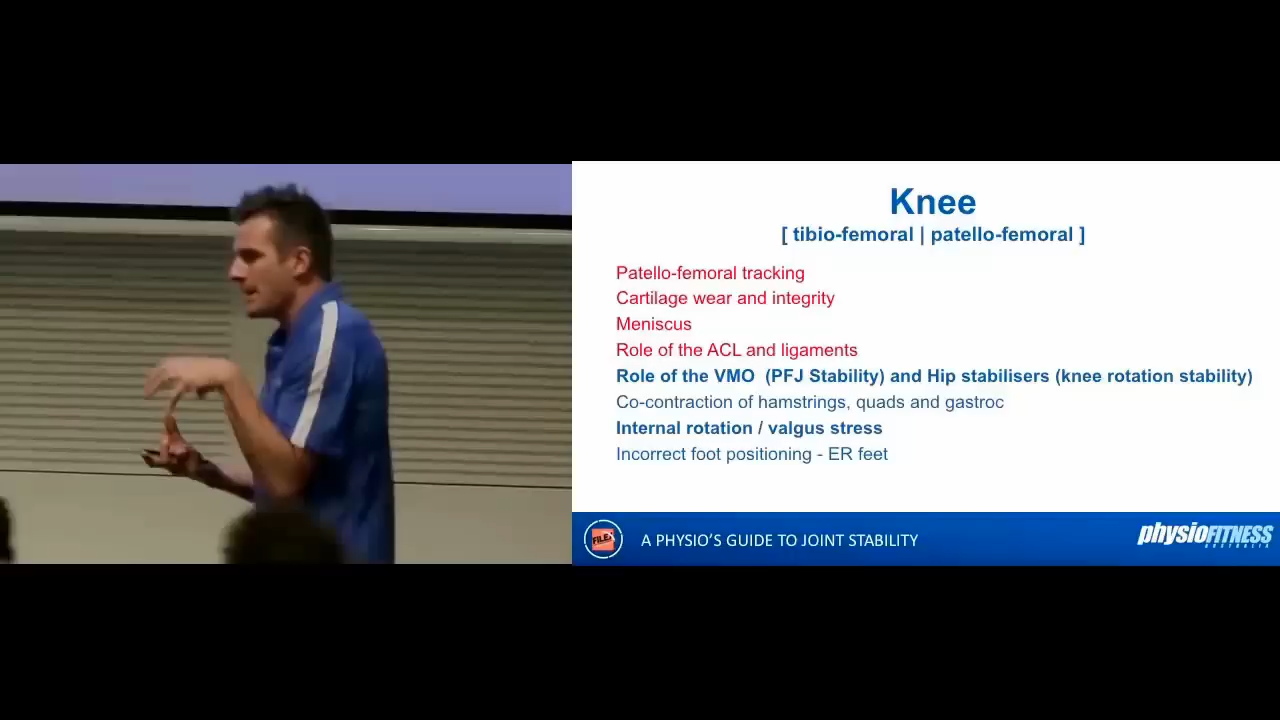 Knee
[ tibio-femoral | patello-femoral ]
Patello-femoral tracking
Cartilage wear and integrity
Meniscus
Role of the ACL and ligaments
Role of the VMO (PFJ Stability) and Hip stabilisers (knee rotation stability)
Co-contraction of hamstrings, quads and gastroc
Internal rotation / valgus stress
Incorrect foot positioning - ER feet
FILEX
A PHYSIO'S GUIDE TO JOINT STABILITY
physioFITNESS
AUSTRALIA